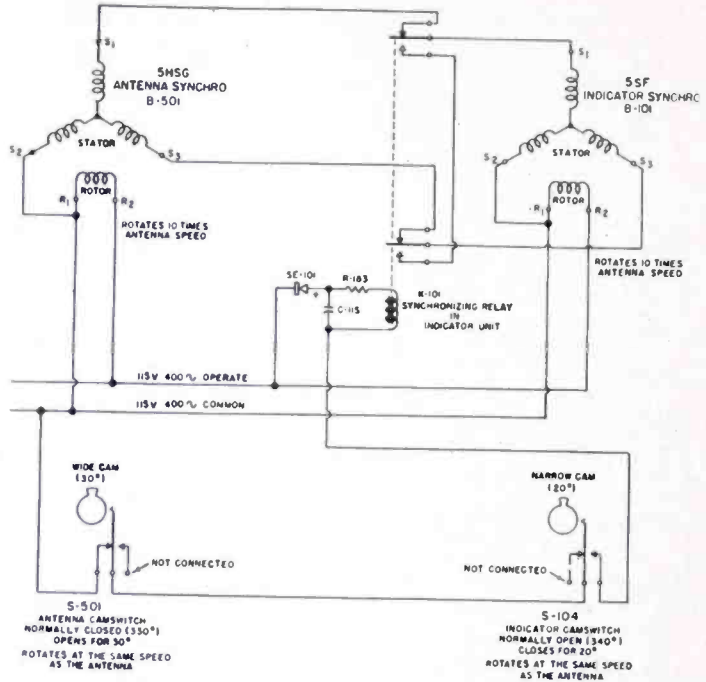 S1
5HSG
ANTENNA SYNCHRO
B-501
S2
STATOR
S3
ROTOR
R1
R2
ROTATES 10 TIMES
ANTENNA SPEED
S1
5SF
INDICATOR SYNCHRO
B-101
S2
STATOR
S3
ROTOR
R1
R2
ROTATES 10 TIMES
ANTENNA SPEED
SE-101
+
R-183
C-115
K-101
SYNCHRONIZING RELAY
IN
INDICATOR UNIT
115V 400~ OPERATE
115V 400~ COMMON
WIDE CAM
(30°)
NOT CONNECTED
S-501
ANTENNA CAMSWITCH
NORMALLY CLOSED (330°)
OPENS FOR 30°
ROTATES AT THE SAME SPEED
AS THE ANTENNA
NARROW CAM
(20°)
NOT CONNECTED
S-104
INDICATOR CAMSWITCH
NORMALLY OPEN (340°)
CLOSES FOR 20°
ROTATES AT THE SAME SPEED
AS THE ANTENNA